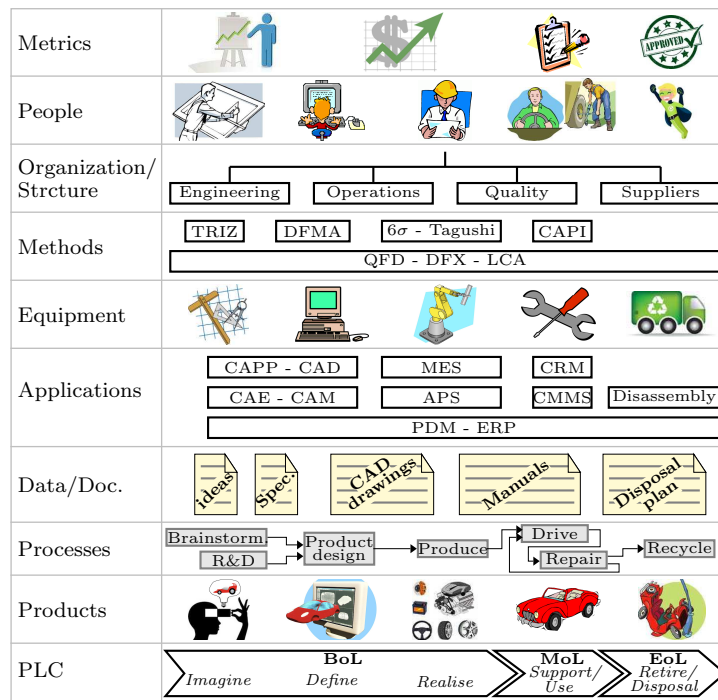 Metrics
APPROVED
People
Organization/
Strcture
Engineering Operations Quality Suppliers
Methods
TRIZ DFMA 6σ - Tagushi CAPI
QFD - DFX - LCA
Equipment
Applications
CAPP - CAD MES CRM
CAE - CAM APS CMMS Disassembly
PDM - ERP
Data/Doc.
ideas
Spec.
CAD
drawings
Manuals
Disposal
plan
Processes
Brainstorm
R&D
Product
design
Produce
Drive
Repair
Recycle
Products
PLC
BoL MoL EoL
Imagine Define Realise
Support/
Use
Retire/
Disposal